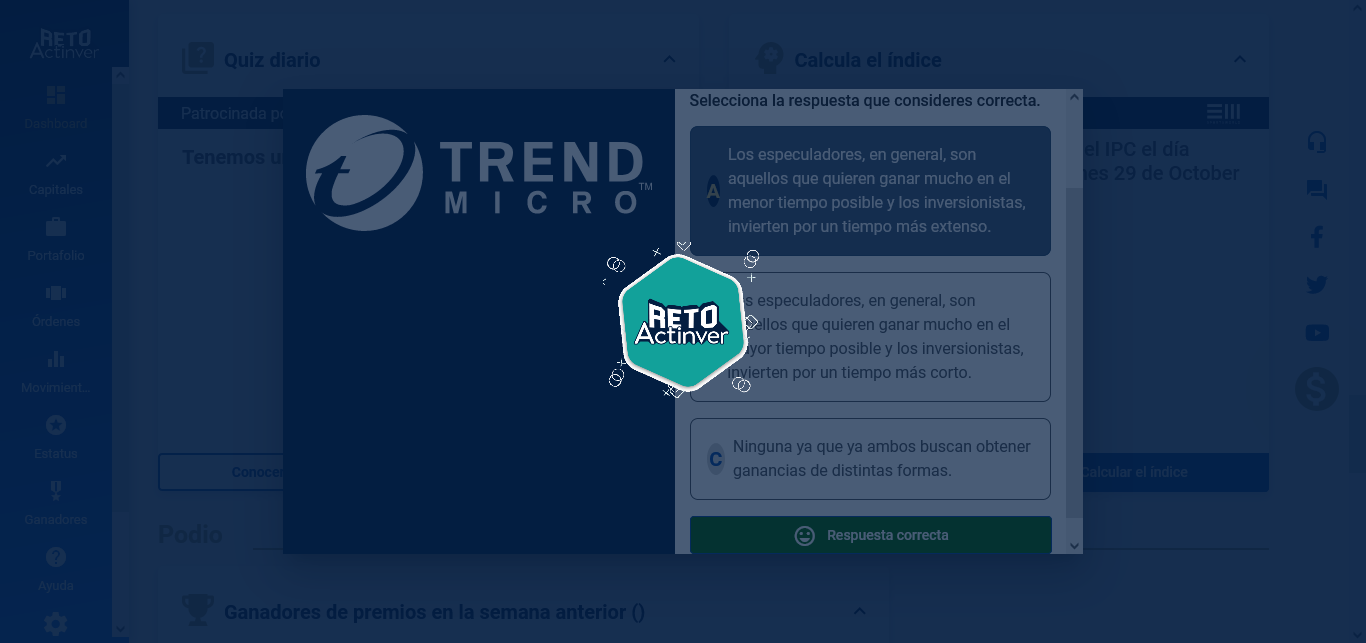 RETO
Actinver
Dashboard
Capitales
Portafolio
Órdenes
Movimient...
Estatus
Ganadores
Ayuda
Quiz diario
Patrocinada po
Tenemos u
Conocer
Calcula el índice
el IPC el día
nes 29 de October
Calcular el índice
TREND
MICRO
TM
Selecciona la respuesta que consideres correcta.
A
Los especuladores, en general, son
aquellos que quieren ganar mucho en el
menor tiempo posible y los inversionistas,
invierten por un tiempo más extenso.
s especuladores, en general, son
ellos que quieren ganar mucho en el
yor tiempo posible y los inversionistas,
invierten por un tiempo más corto.
C
Ninguna ya que ya ambos buscan obtener
ganancias de distintas formas.
Respuesta correcta
RETO
Actinver
Podio
Ganadores de premios en la semana anterior ()